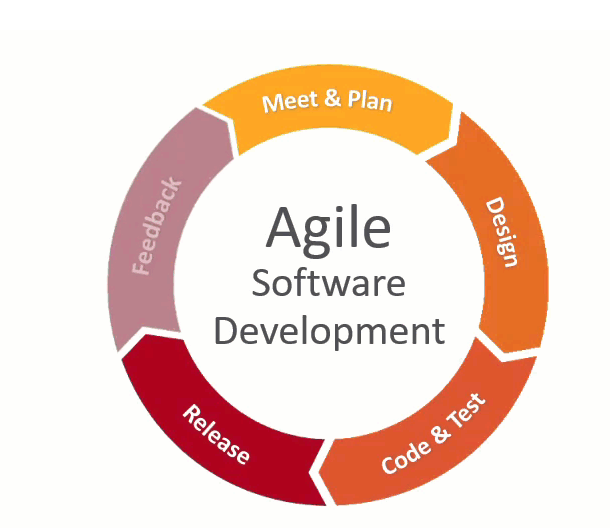 Meet & Plan
Design
Code & Test
Release
Feedback
Agile
Software
Development